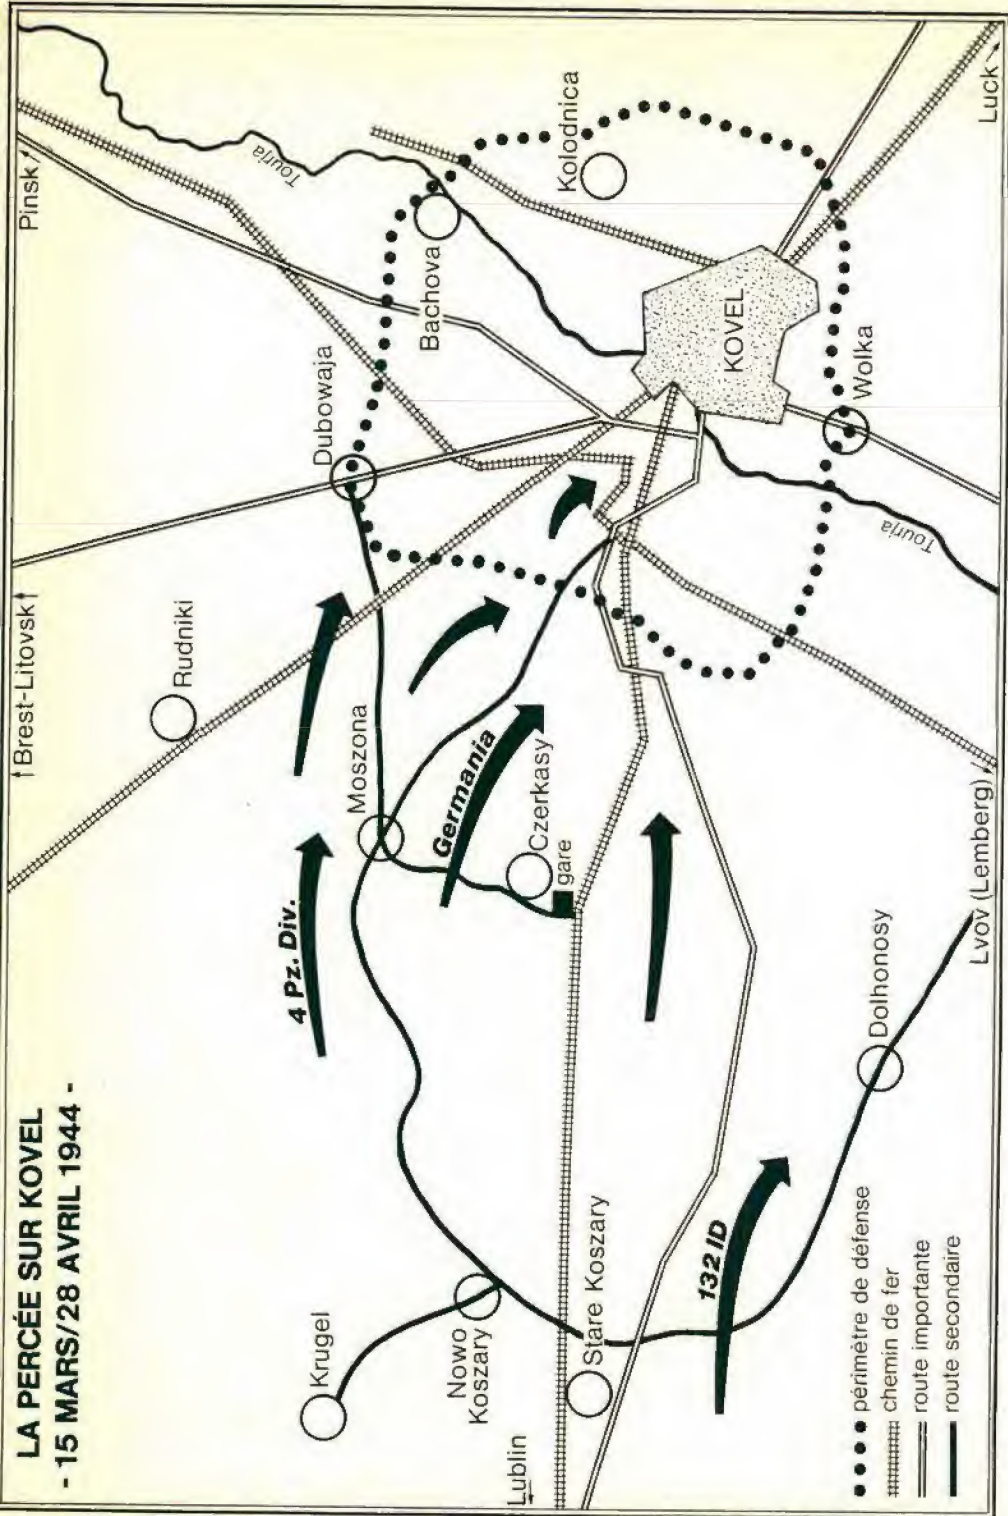 LA PERCÉE SUR KOVEL
- 15 MARS/28 AVRIL 1944 -
↑Brest-Litovsk↑
Pinsk
Rudniki
Dubowaja
Tourja
Bachova
Kolodnica
Krugel
4 Pz. Div.
Moszona
Nowo
Koszary
Germania
Czerkasy
gare
KOVEL
Lublin
Stare Koszary
132 ID
Wolka
Tourja
Dolhonosy
Lvov (Lemberg)
Luck→
périmètre de défense
chemin de fer
route importante
route secondaire